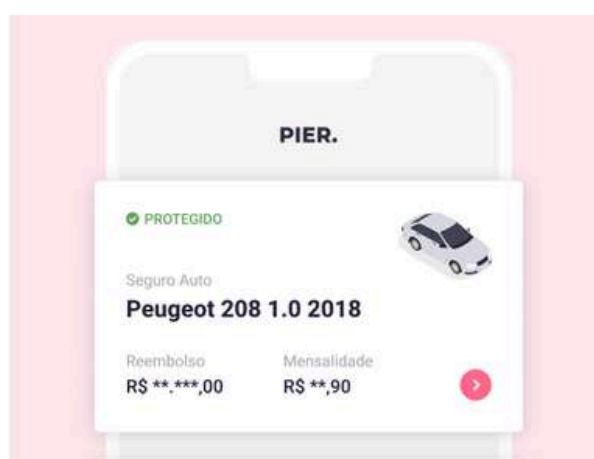 PIER.
PROTEGIDO
Seguro Auto
Peugeot 208 1.0 2018
Reembolso Mensalidade
R$ **.***,00 R$ **,90